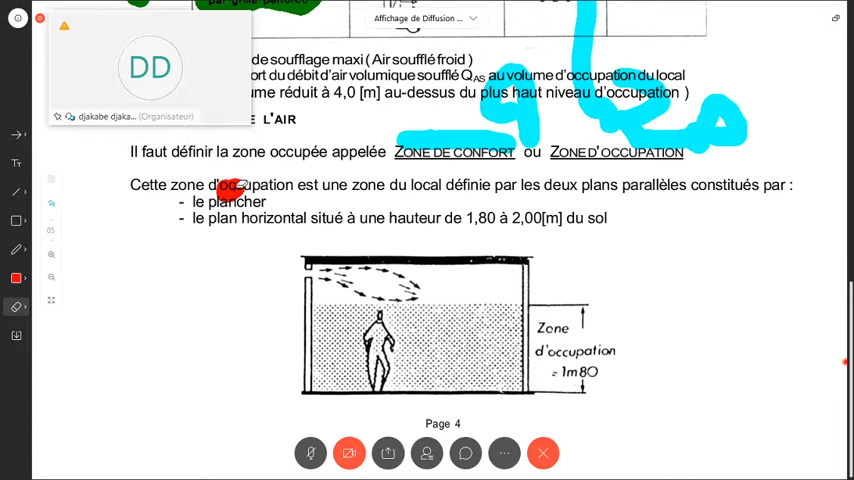 par grille perforée
Affichage de Diffusion ...
DD
djakabe djaka... (Organisateur)
de soufflage maxi ( Air soufflé froid )
ort du débit d'air volumique soufflé QAS au volume d'occupation du local
ume réduit à 4,0 [m] au-dessus du plus haut niveau d'occupation )
E L'AIR
Il faut définir la zone occupée appelée ZONE DE CONFORT ou ZONE D'OCCUPATION
Cette zone d'occupation est une zone du local définie par les deux plans parallèles constitués par :
- le plancher
- le plan horizontal situé à une hauteur de 1,80 à 2,00[m] du sol
05
Zone
d'occupation
= 1m80
Page 4